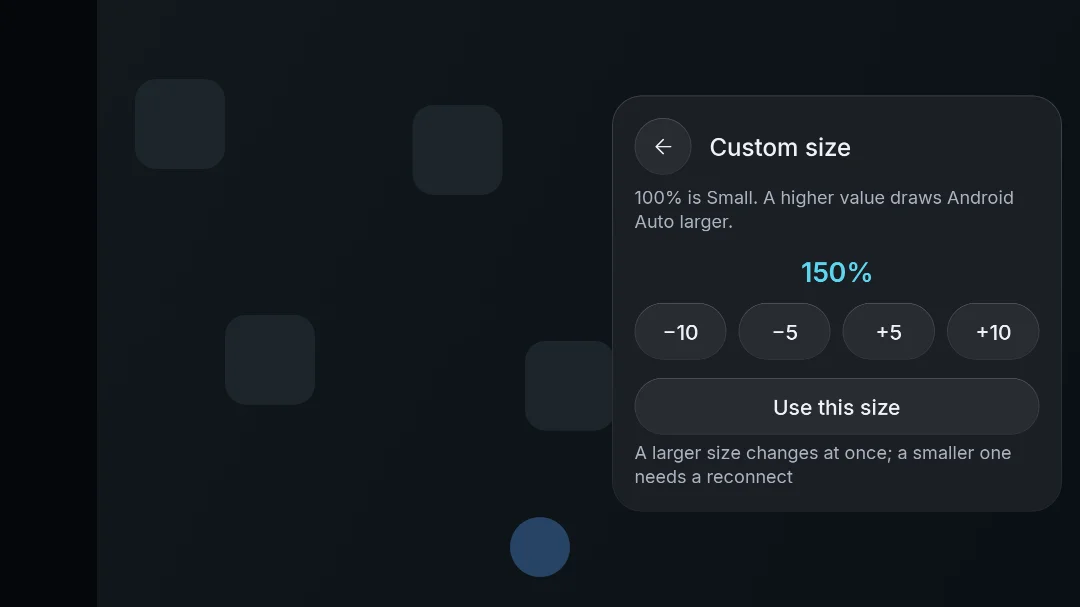 Custom size
100% is Small. A higher value draws Android
Auto larger.
150%
−10 −5 +5 +10
Use this size
A larger size changes at once; a smaller one
needs a reconnect